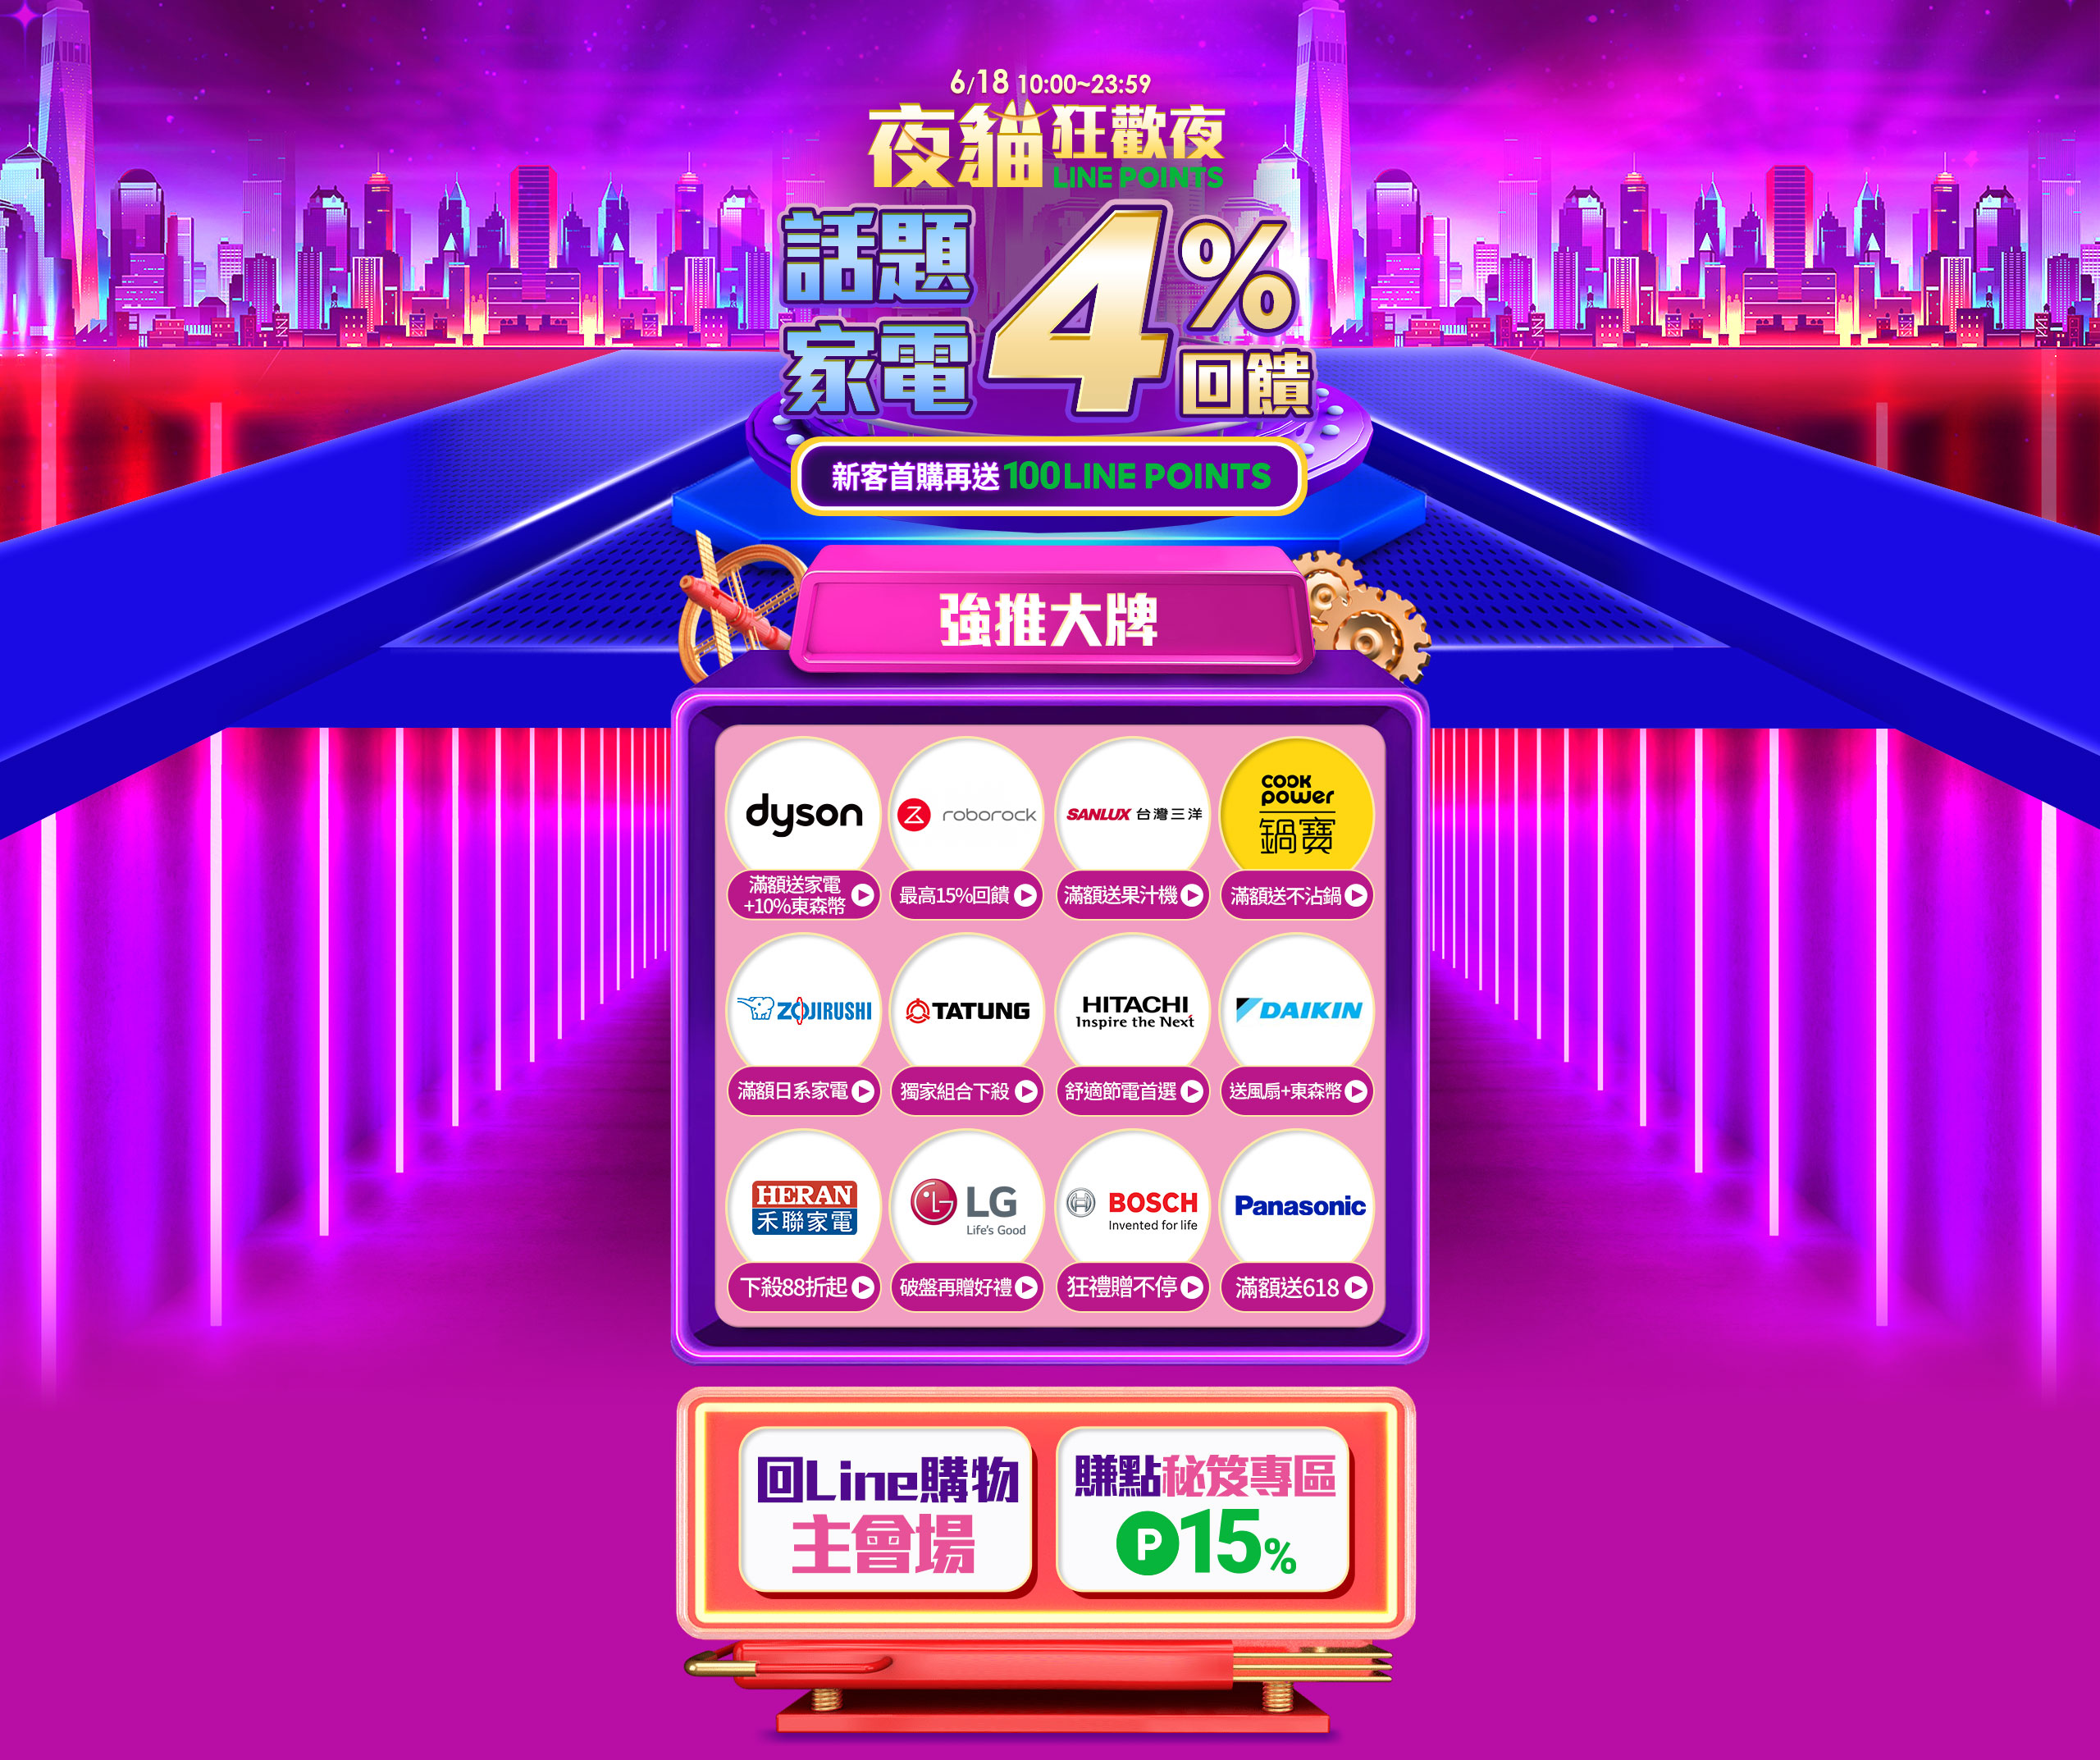 6/18 10:00~23:59
夜貓狂歡夜
LINE POINTS
話題家電
4%
回饋
新客首購再送100LINE POINTS
強推大牌
dyson
滿額送家電
+10%東森幣
roborock
最高15%回饋
SANLUX 台灣三洋
滿額送果汁機
cook
power
鍋寶
滿額送不沾鍋
ZOJIRUSHI
滿額日系家電
TATUNG
獨家組合下殺
HITACHI
Inspire the Next
舒適節電首選
DAIKIN
送風扇+東森幣
HERAN
禾聯家電
下殺88折起
LG
Life's Good
破盤再贈好禮
BOSCH
Invented for life
狂禮贈不停
Panasonic
滿額送618
回Line購物
主會場
賺點秘笈專區
P15%